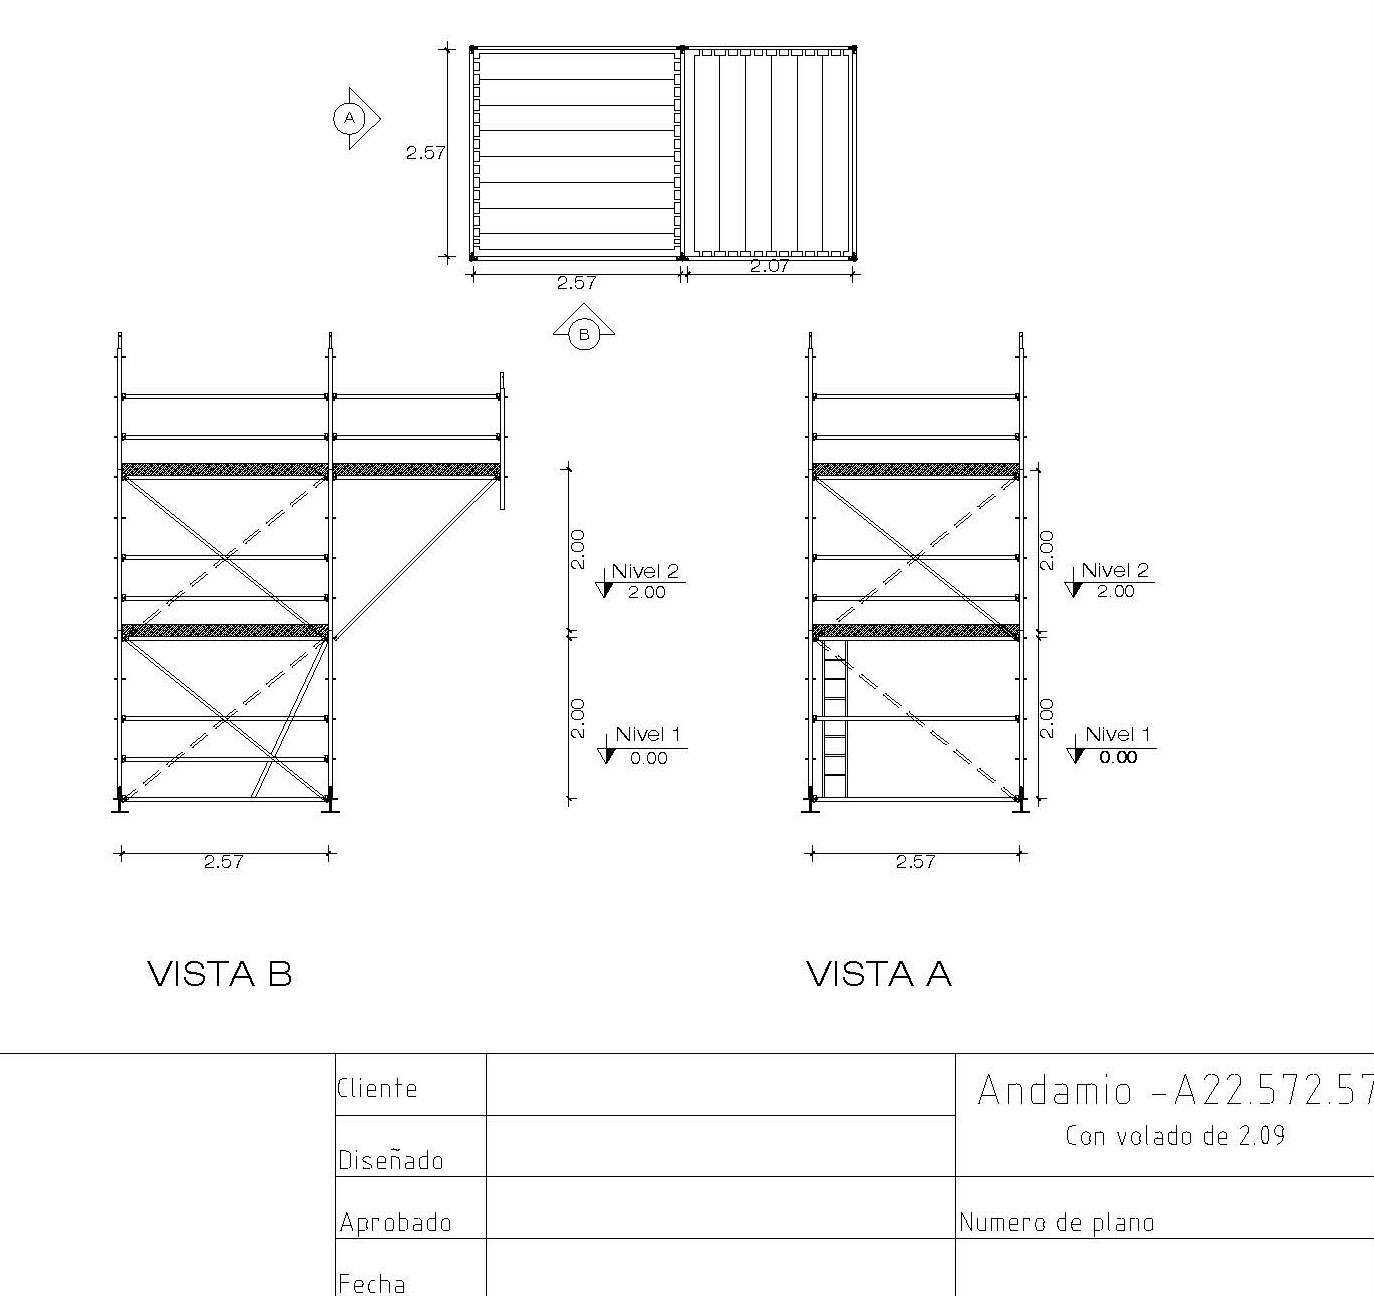 A
2.57
2.07
2.57
B
2.00
Nivel 2
2.00
2.00
Nivel 2
2.00
2.00
Nivel 1
0.00
2.00
Nivel 1
0.00
2.57
2.57
VISTA B
VISTA A
Cliente
Andamio -A22.572.57
Con volado de 2.09
Diseñado
Aprobado
Numero de plano
Fecha